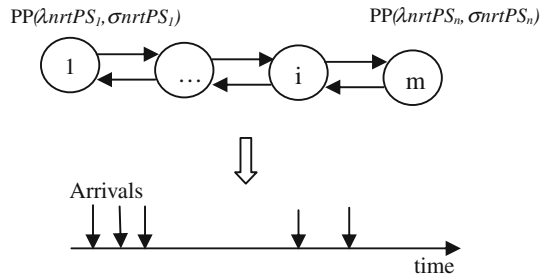 PP(λnrtPS₁,σnrtPS₁) PP(λnrtPSₙ,σnrtPSₙ)
1 ... i m
Arrivals
time